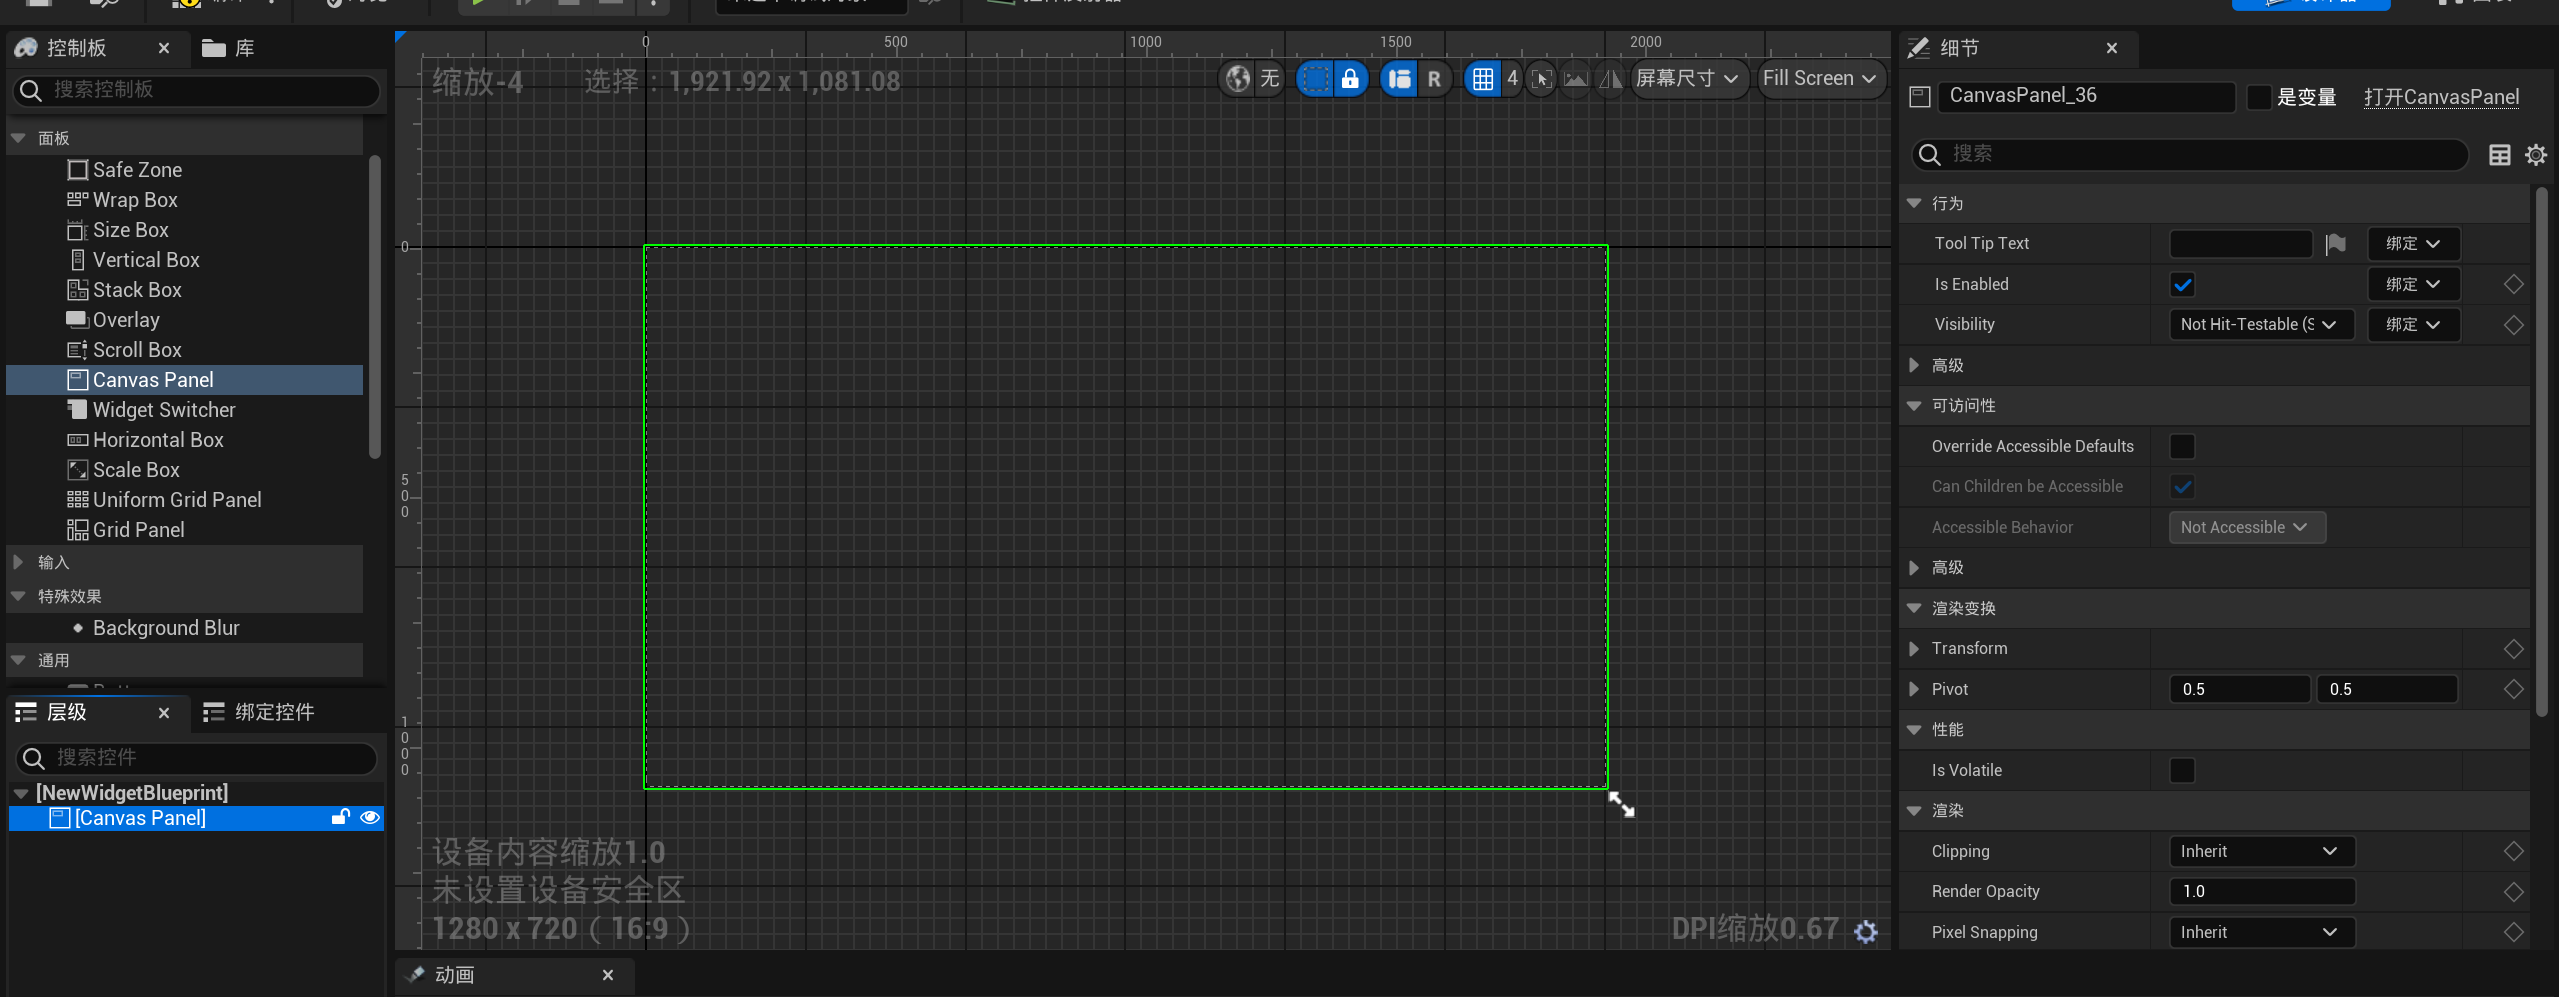 控制板
库
搜索控制板
面板
Safe Zone
Wrap Box
Size Box
Vertical Box
Stack Box
Overlay
Scroll Box
Canvas Panel
Widget Switcher
Horizontal Box
Scale Box
Uniform Grid Panel
Grid Panel
输入
特殊效果
Background Blur
通用
层级
绑定控件
搜索控件
[NewWidgetBlueprint]
[Canvas Panel]
0
500
1000
1500
2000
缩放-4
选择：1,921.92 x 1,081.08
无
R
4
屏幕尺寸
Fill Screen
0
500
1000
设备内容缩放1.0
未设置设备安全区
1280 x 720（16:9）
DPI缩放0.67
动画
细节
CanvasPanel_36
是变量
打开CanvasPanel
搜索
行为
Tool Tip Text
绑定
Is Enabled
绑定
Visibility
Not Hit-Testable (S
绑定
高级
可访问性
Override Accessible Defaults
Can Children be Accessible
Accessible Behavior
Not Accessible
高级
渲染变换
Transform
Pivot
0.5
0.5
性能
Is Volatile
渲染
Clipping
Inherit
Render Opacity
1.0
Pixel Snapping
Inherit